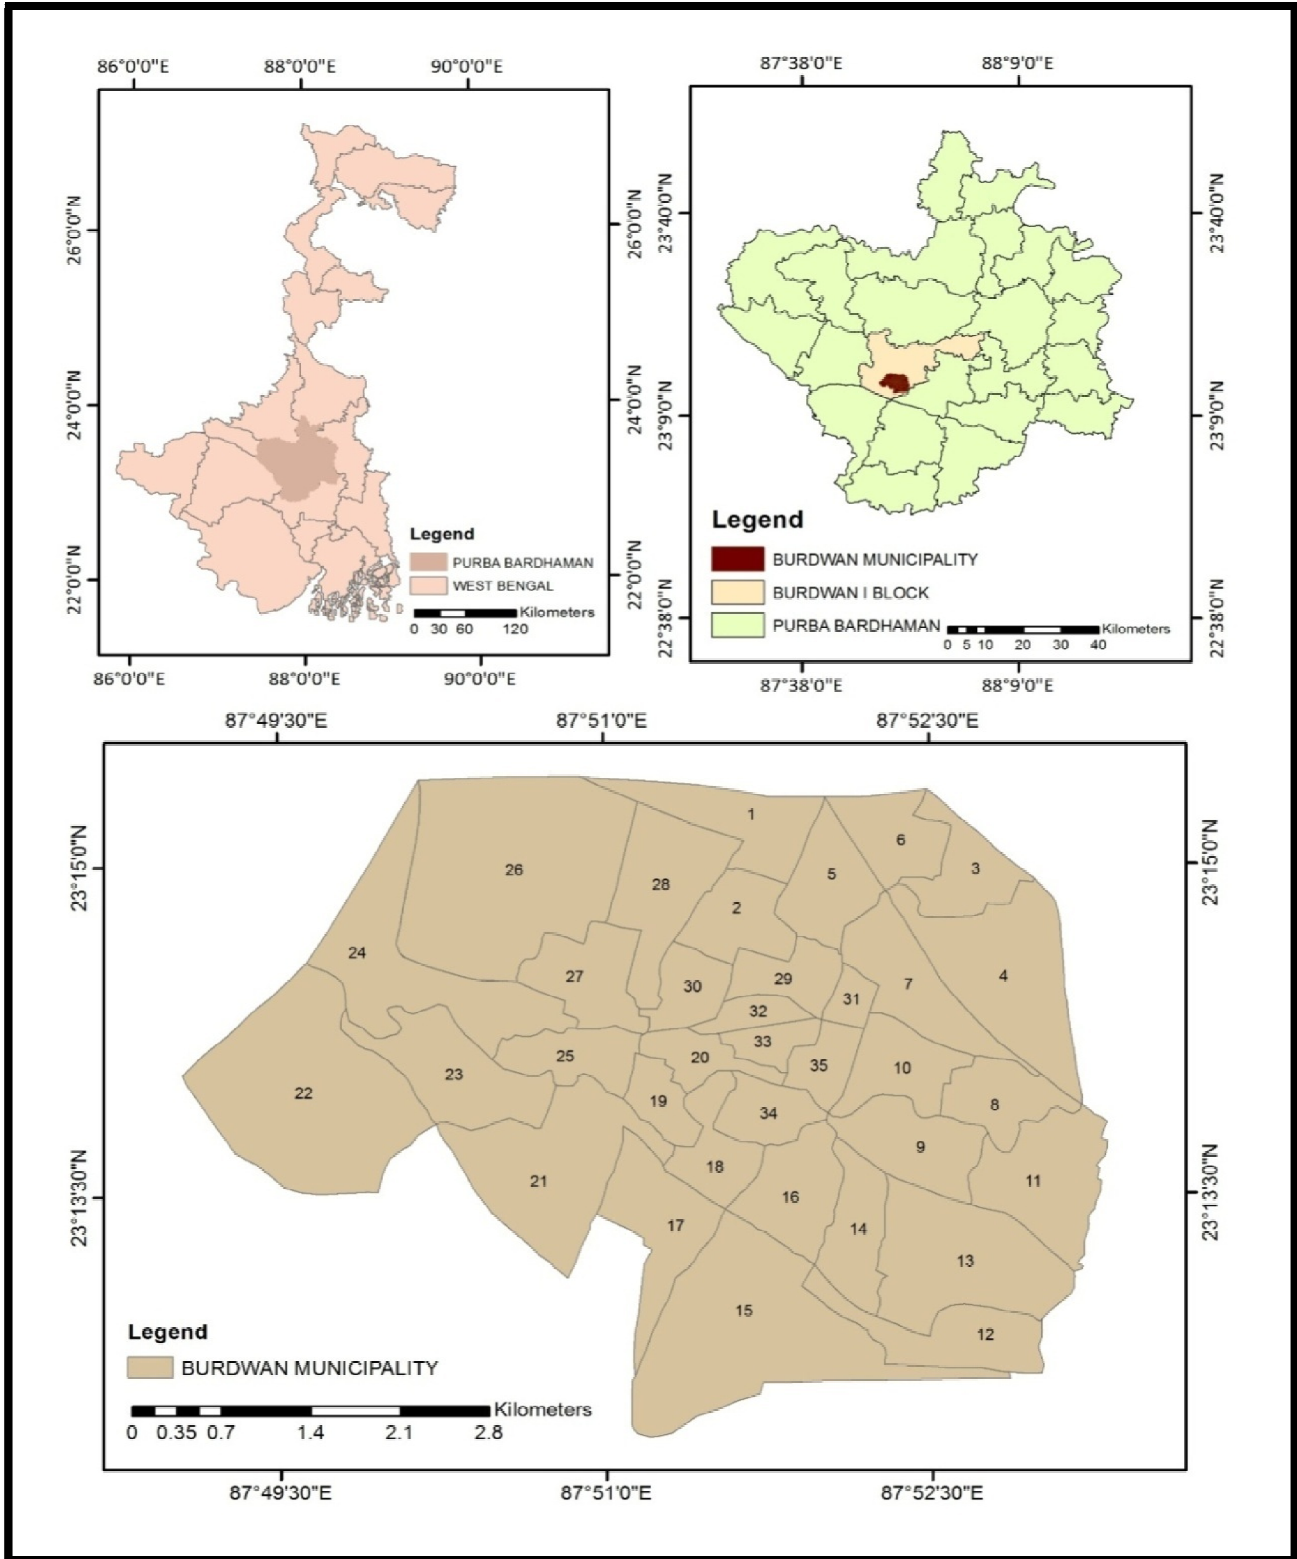 86°0'0"E 88°0'0"E 90°0'0"E
26°0'0"N
24°0'0"N
22°0'0"N
26°0'0"N
24°0'0"N
22°0'0"N
Legend
PURBA BARDHAMAN
WEST BENGAL
Kilometers
0 30 60 120
86°0'0"E 88°0'0"E 90°0'0"E
87°38'0"E 88°9'0"E
23°40'0"N
23°9'0"N
22°38'0"N
23°40'0"N
23°9'0"N
22°38'0"N
Legend
BURDWAN MUNICIPALITY
BURDWAN I BLOCK
PURBA BARDHAMAN
Kilometers
0 5 10 20 30 40
87°38'0"E 88°9'0"E
87°49'30"E 87°51'0"E 87°52'30"E
23°15'0"N
23°13'30"N
23°15'0"N
23°13'30"N
1
6
26
5
3
28
2
24
27
29
4
30
7
31
32
33
25
20
35
10
23
22
19
8
34
9
18
11
21
16
17
14
13
15
12
Legend
BURDWAN MUNICIPALITY
Kilometers
0 0.35 0.7 1.4 2.1 2.8
87°49'30"E 87°51'0"E 87°52'30"E